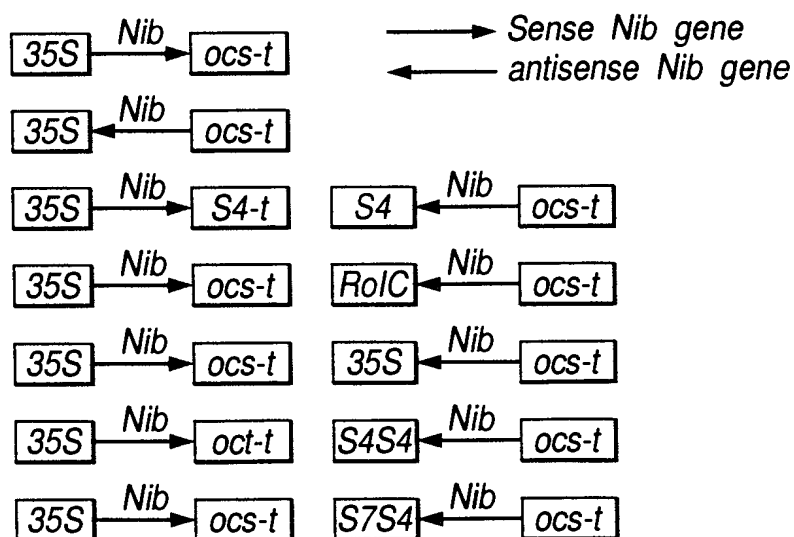 35S Nib ocs-t → Sense Nib gene
35S Nib ocs-t ← antisense Nib gene
35S Nib S4-t S4 Nib ocs-t
35S Nib ocs-t RolC Nib ocs-t
35S Nib ocs-t 35S Nib ocs-t
35S Nib oct-t S4S4 Nib ocs-t
35S Nib ocs-t S7S4 Nib ocs-t